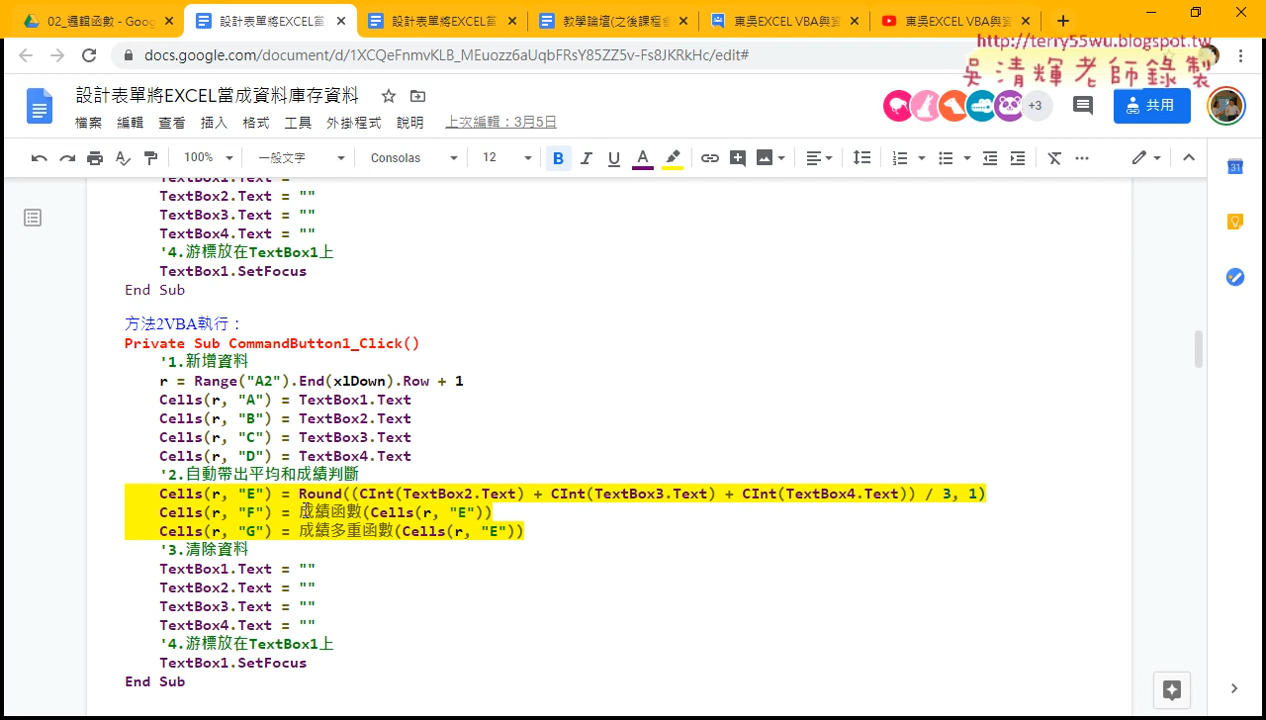 02_邏輯函數 - Goog
設計表單將EXCEL當
設計表單將EXCEL當
教學論壇(之後課程會
東吳EXCEL VBA與資
東吳EXCEL VBA與資
docs.google.com/document/d/1XCQeFnmvKLB_MEuozz6aUqbFRsY85ZZ5v-Fs8JKRkHc/edit#
http://terry55wu.blogspot.tw
吳清輝老師錄製
設計表單將EXCEL當成資料庫存資料
+3
共用
檔案 編輯 查看 插入 格式 工具 外掛程式 說明 上次編輯：3月5日
100% 一般文字 Consolas 12 B I U A
31
TextBox1.Text = ""
TextBox2.Text = ""
TextBox3.Text = ""
TextBox4.Text = ""
'4.游標放在TextBox1上
TextBox1.SetFocus
End Sub
方法2VBA執行：
Private Sub CommandButton1_Click()
'1.新增資料
r = Range("A2").End(xlDown).Row + 1
Cells(r, "A") = TextBox1.Text
Cells(r, "B") = TextBox2.Text
Cells(r, "C") = TextBox3.Text
Cells(r, "D") = TextBox4.Text
'2.自動帶出平均和成績判斷
Cells(r, "E") = Round((CInt(TextBox2.Text) + CInt(TextBox3.Text) + CInt(TextBox4.Text)) / 3, 1)
Cells(r, "F") = 成績函數(Cells(r, "E"))
Cells(r, "G") = 成績多重函數(Cells(r, "E"))
'3.清除資料
TextBox1.Text = ""
TextBox2.Text = ""
TextBox3.Text = ""
TextBox4.Text = ""
'4.游標放在TextBox1上
TextBox1.SetFocus
End Sub